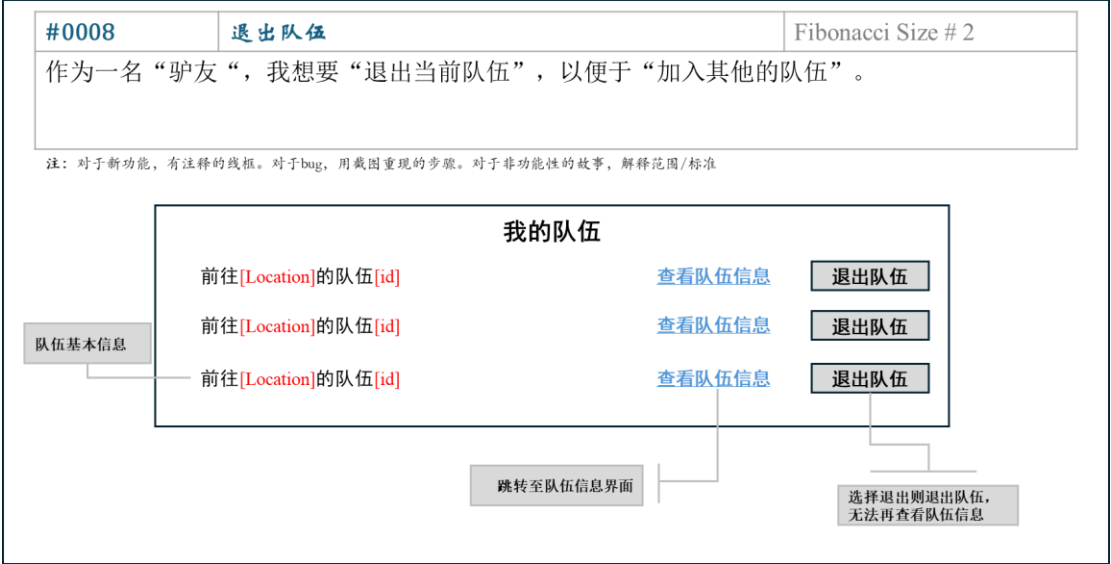 #0008 退出队伍 Fibonacci Size # 2
作为一名“驴友“，我想要“退出当前队伍”，以便于“加入其他的队伍”。
注：对于新功能，有注释的线框。对于bug，用截图重现的步骤。对于非功能性的故事，解释范围/标准
我的队伍
前往[Location]的队伍[id] 查看队伍信息 退出队伍
前往[Location]的队伍[id] 查看队伍信息 退出队伍
队伍基本信息
前往[Location]的队伍[id] 查看队伍信息 退出队伍
跳转至队伍信息界面
选择退出则退出队伍，
无法再查看队伍信息